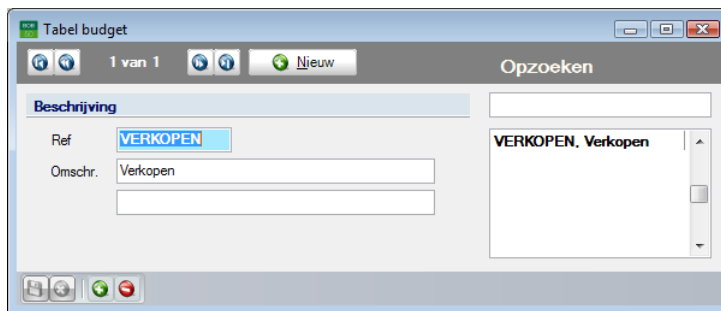 Tabel budget
1 van 1
Nieuw
Opzoeken
Beschrijving
Ref
VERKOPEN
VERKOPEN, Verkopen
Omschr.
Verkopen